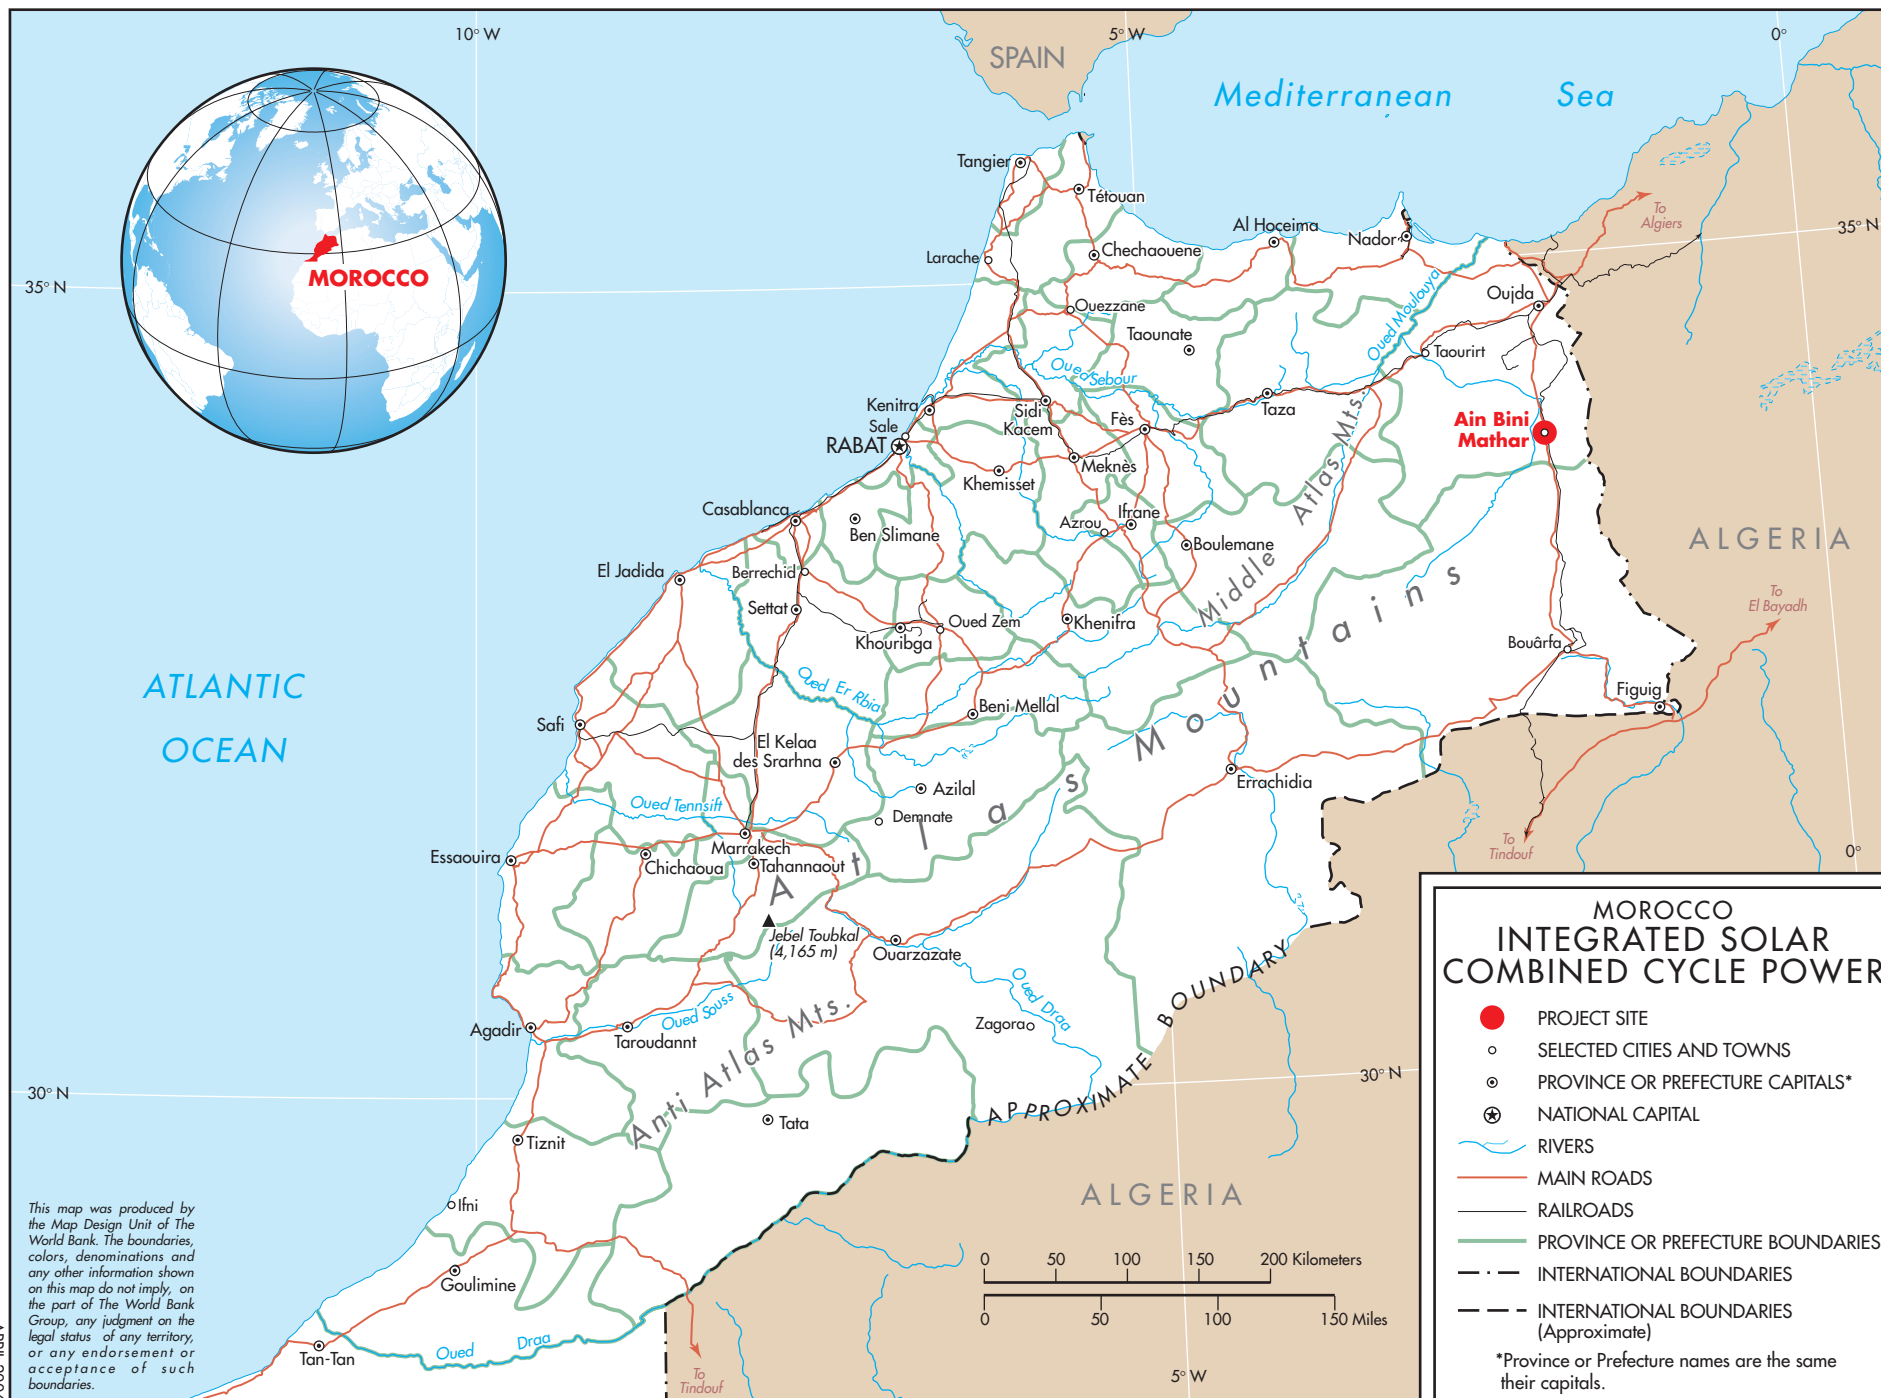 10° W
5° W
0°
SPAIN
Mediterranean Sea
MOROCCO
35° N
35° N
To
Algiers
Tangier
Tétouan
Al Hoceima
Nador
Chechaouene
Larache
Oujda
Ouezzane
Taounate
Oued Moulouya
Taourirt
Oued Sebour
Kenitra
Sale
RABAT
Sidi
Kacem
Fès
Taza
Ain Bini
Mathar
Meknès
Khemisset
Casablanca
Ben Slimane
Azrou
Ifrane
Boulemane
Middle Atlas Mts.
ALGERIA
El Jadida
Berrechid
Settat
Khouribga
Oued Zem
Khenifra
To
El Bayadh
Bouârfa
Figuig
ATLANTIC
OCEAN
Oued Er Rbia
Beni Mellal
Safi
El Kelaa
des Srarhna
Azilal
Errachidia
Atlas Mountains
Oued Tennsift
Demnate
Marrakech
Essaouira
Chichaoua
Tahannaout
To
Tindouf
0°
Jebel Toubkal
(4,165 m)
Ouarzazate
Oued Draa
Zagora
Agadir
Taroudannt
Oued Souss
Anti Atlas Mts.
APPROXIMATE BOUNDARY
30° N
30° N
Tata
Tiznit
Ifni
ALGERIA
Goulimine
Tan-Tan
Oued Draa
To
Tindouf
5° W
0 50 100 150 200 Kilometers
0 50 100 150 Miles
This map was produced by
the Map Design Unit of The
World Bank. The boundaries,
colors, denominations and
any other information shown
on this map do not imply, on
the part of The World Bank
Group, any judgment on the
legal status of any territory,
or any endorsement or
acceptance of such
boundaries.
MOROCCO
INTEGRATED SOLAR
COMBINED CYCLE POWER
PROJECT SITE
SELECTED CITIES AND TOWNS
PROVINCE OR PREFECTURE CAPITALS*
NATIONAL CAPITAL
RIVERS
MAIN ROADS
RAILROADS
PROVINCE OR PREFECTURE BOUNDARIES
INTERNATIONAL BOUNDARIES
INTERNATIONAL BOUNDARIES
(Approximate)
*Province or Prefecture names are the same
their capitals.